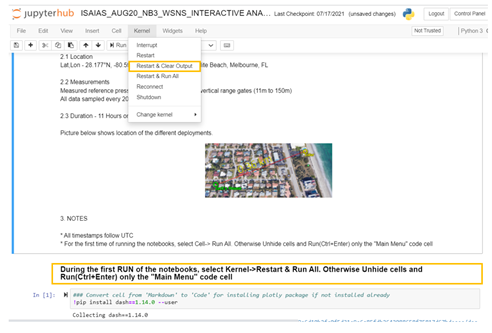 jupyterhub ISAIAS_AUG20_NB3_WSNS_INTERACTIVE ANA... Last Checkpoint: 07/17/2021 (unsaved changes) Logout Control Panel
File Edit View Insert Cell Kernel Widgets Help Not Trusted Python 3
Run
Interrupt
Restart
Restart & Clear Output
Restart & Run All
Reconnect
Shutdown
Change kernel
2.1 Location
Lat:Lon - 28.177°N, -80.5 te Beach, Melbourne, FL
2.2 Measurements
Measured reference press vertical range gates (11m to 150m)
All data sampled every 20
2.3 Duration - 11 Hours o
Picture below shows location of the different deployments.
3. NOTES
* All timestamps follow UTC
* For the first time of running the notebooks, select Cell-> Run All. Otherwise Unhide cells and Run(Ctrl+Enter) only the "Main Menu" code cell
During the first RUN of the notebooks, select Kernel->Restart & Run All. Otherwise Unhide cells and
Run(Ctrl+Enter) only the "Main Menu" code cell
In [1]: ### Convert cell from "Markdown" to 'Code' for installing plotly package if not installed already
!pip install dash==1.14.0 --user
Collecting dash==1.14.0